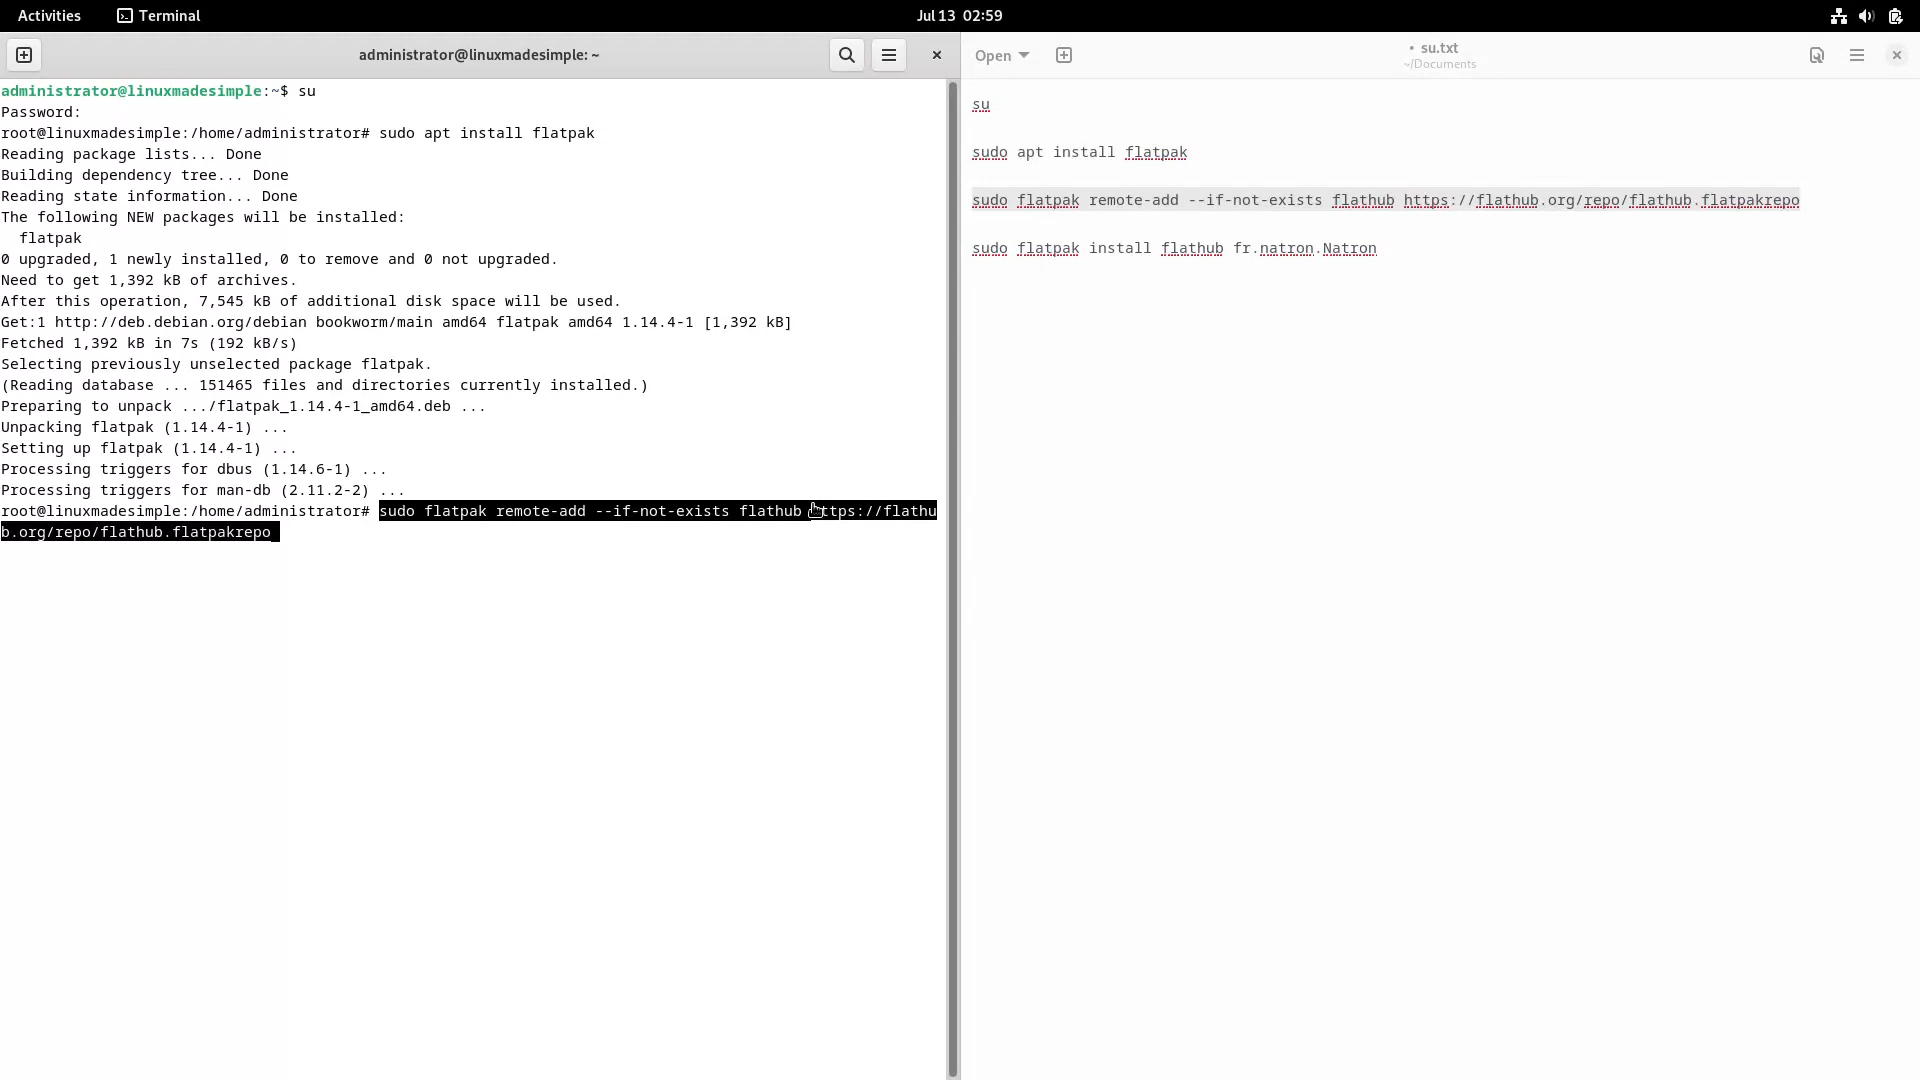 Activities Terminal Jul 13 02:59
administrator@linuxmadesimple: ~
administrator@linuxmadesimple:~$ su
Password:
root@linuxmadesimple:/home/administrator# sudo apt install flatpak
Reading package lists... Done
Building dependency tree... Done
Reading state information... Done
The following NEW packages will be installed:
  flatpak
0 upgraded, 1 newly installed, 0 to remove and 0 not upgraded.
Need to get 1,392 kB of archives.
After this operation, 7,545 kB of additional disk space will be used.
Get:1 http://deb.debian.org/debian bookworm/main amd64 flatpak amd64 1.14.4-1 [1,392 kB]
Fetched 1,392 kB in 7s (192 kB/s)
Selecting previously unselected package flatpak.
(Reading database ... 151465 files and directories currently installed.)
Preparing to unpack .../flatpak_1.14.4-1_amd64.deb ...
Unpacking flatpak (1.14.4-1) ...
Setting up flatpak (1.14.4-1) ...
Processing triggers for dbus (1.14.6-1) ...
Processing triggers for man-db (2.11.2-2) ...
root@linuxmadesimple:/home/administrator# sudo flatpak remote-add --if-not-exists flathub https://flathu
b.org/repo/flathub.flatpakrepo
Open • su.txt
~/Documents
su
sudo apt install flatpak
sudo flatpak remote-add --if-not-exists flathub https://flathub.org/repo/flathub.flatpakrepo
sudo flatpak install flathub fr.natron.Natron